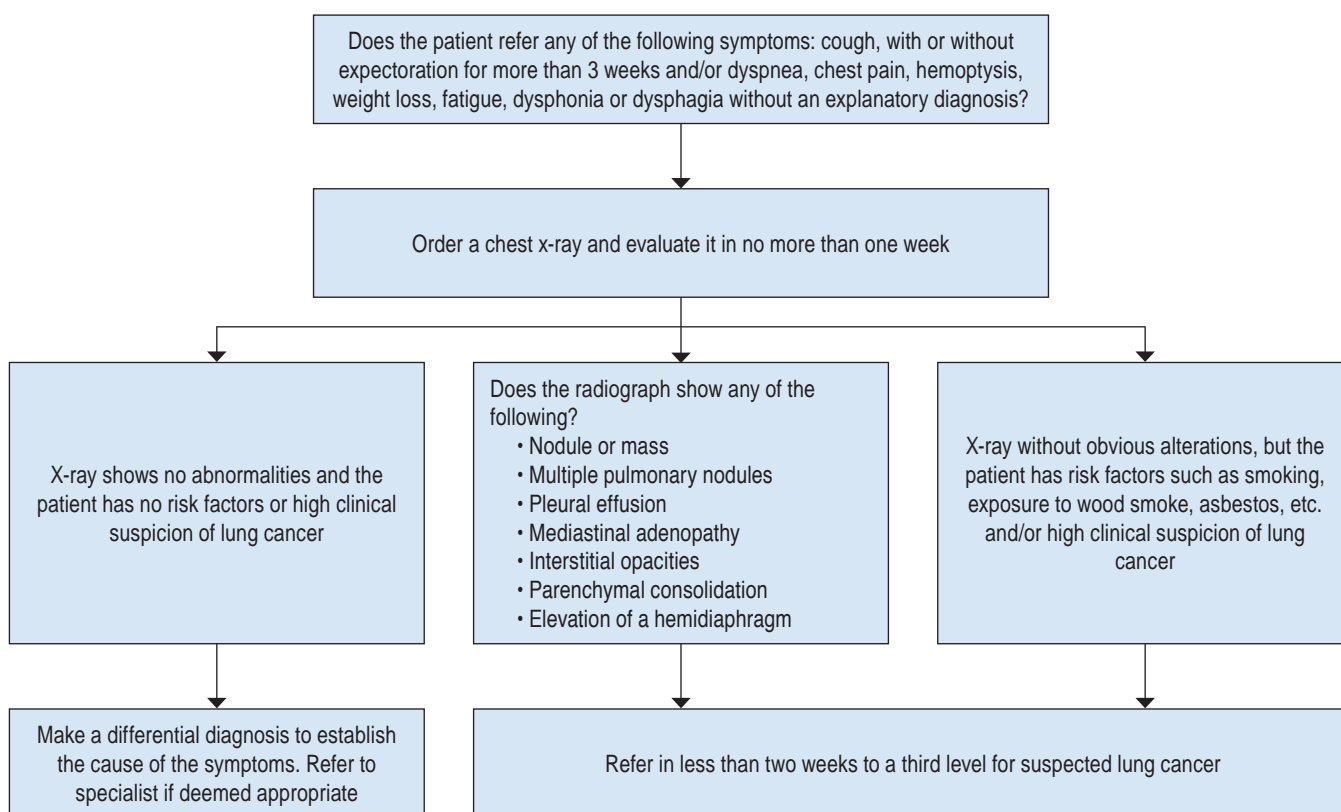 Does the patient refer any of the following symptoms: cough, with or without
expectoration for more than 3 weeks and/or dyspnea, chest pain, hemoptysis,
weight loss, fatigue, dysphonia or dysphagia without an explanatory diagnosis?
Order a chest x-ray and evaluate it in no more than one week
X-ray shows no abnormalities and the
patient has no risk factors or high clinical
suspicion of lung cancer
Does the radiograph show any of the
following?
• Nodule or mass
• Multiple pulmonary nodules
• Pleural effusion
• Mediastinal adenopathy
• Interstitial opacities
• Parenchymal consolidation
• Elevation of a hemidiaphragm
X-ray without obvious alterations, but the
patient has risk factors such as smoking,
exposure to wood smoke, asbestos, etc.
and/or high clinical suspicion of lung
cancer
Make a differential diagnosis to establish
the cause of the symptoms. Refer to
specialist if deemed appropriate
Refer in less than two weeks to a third level for suspected lung cancer